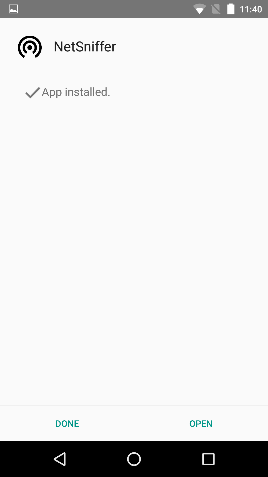 11:40
NetSniffer
App installed.
DONE
OPEN